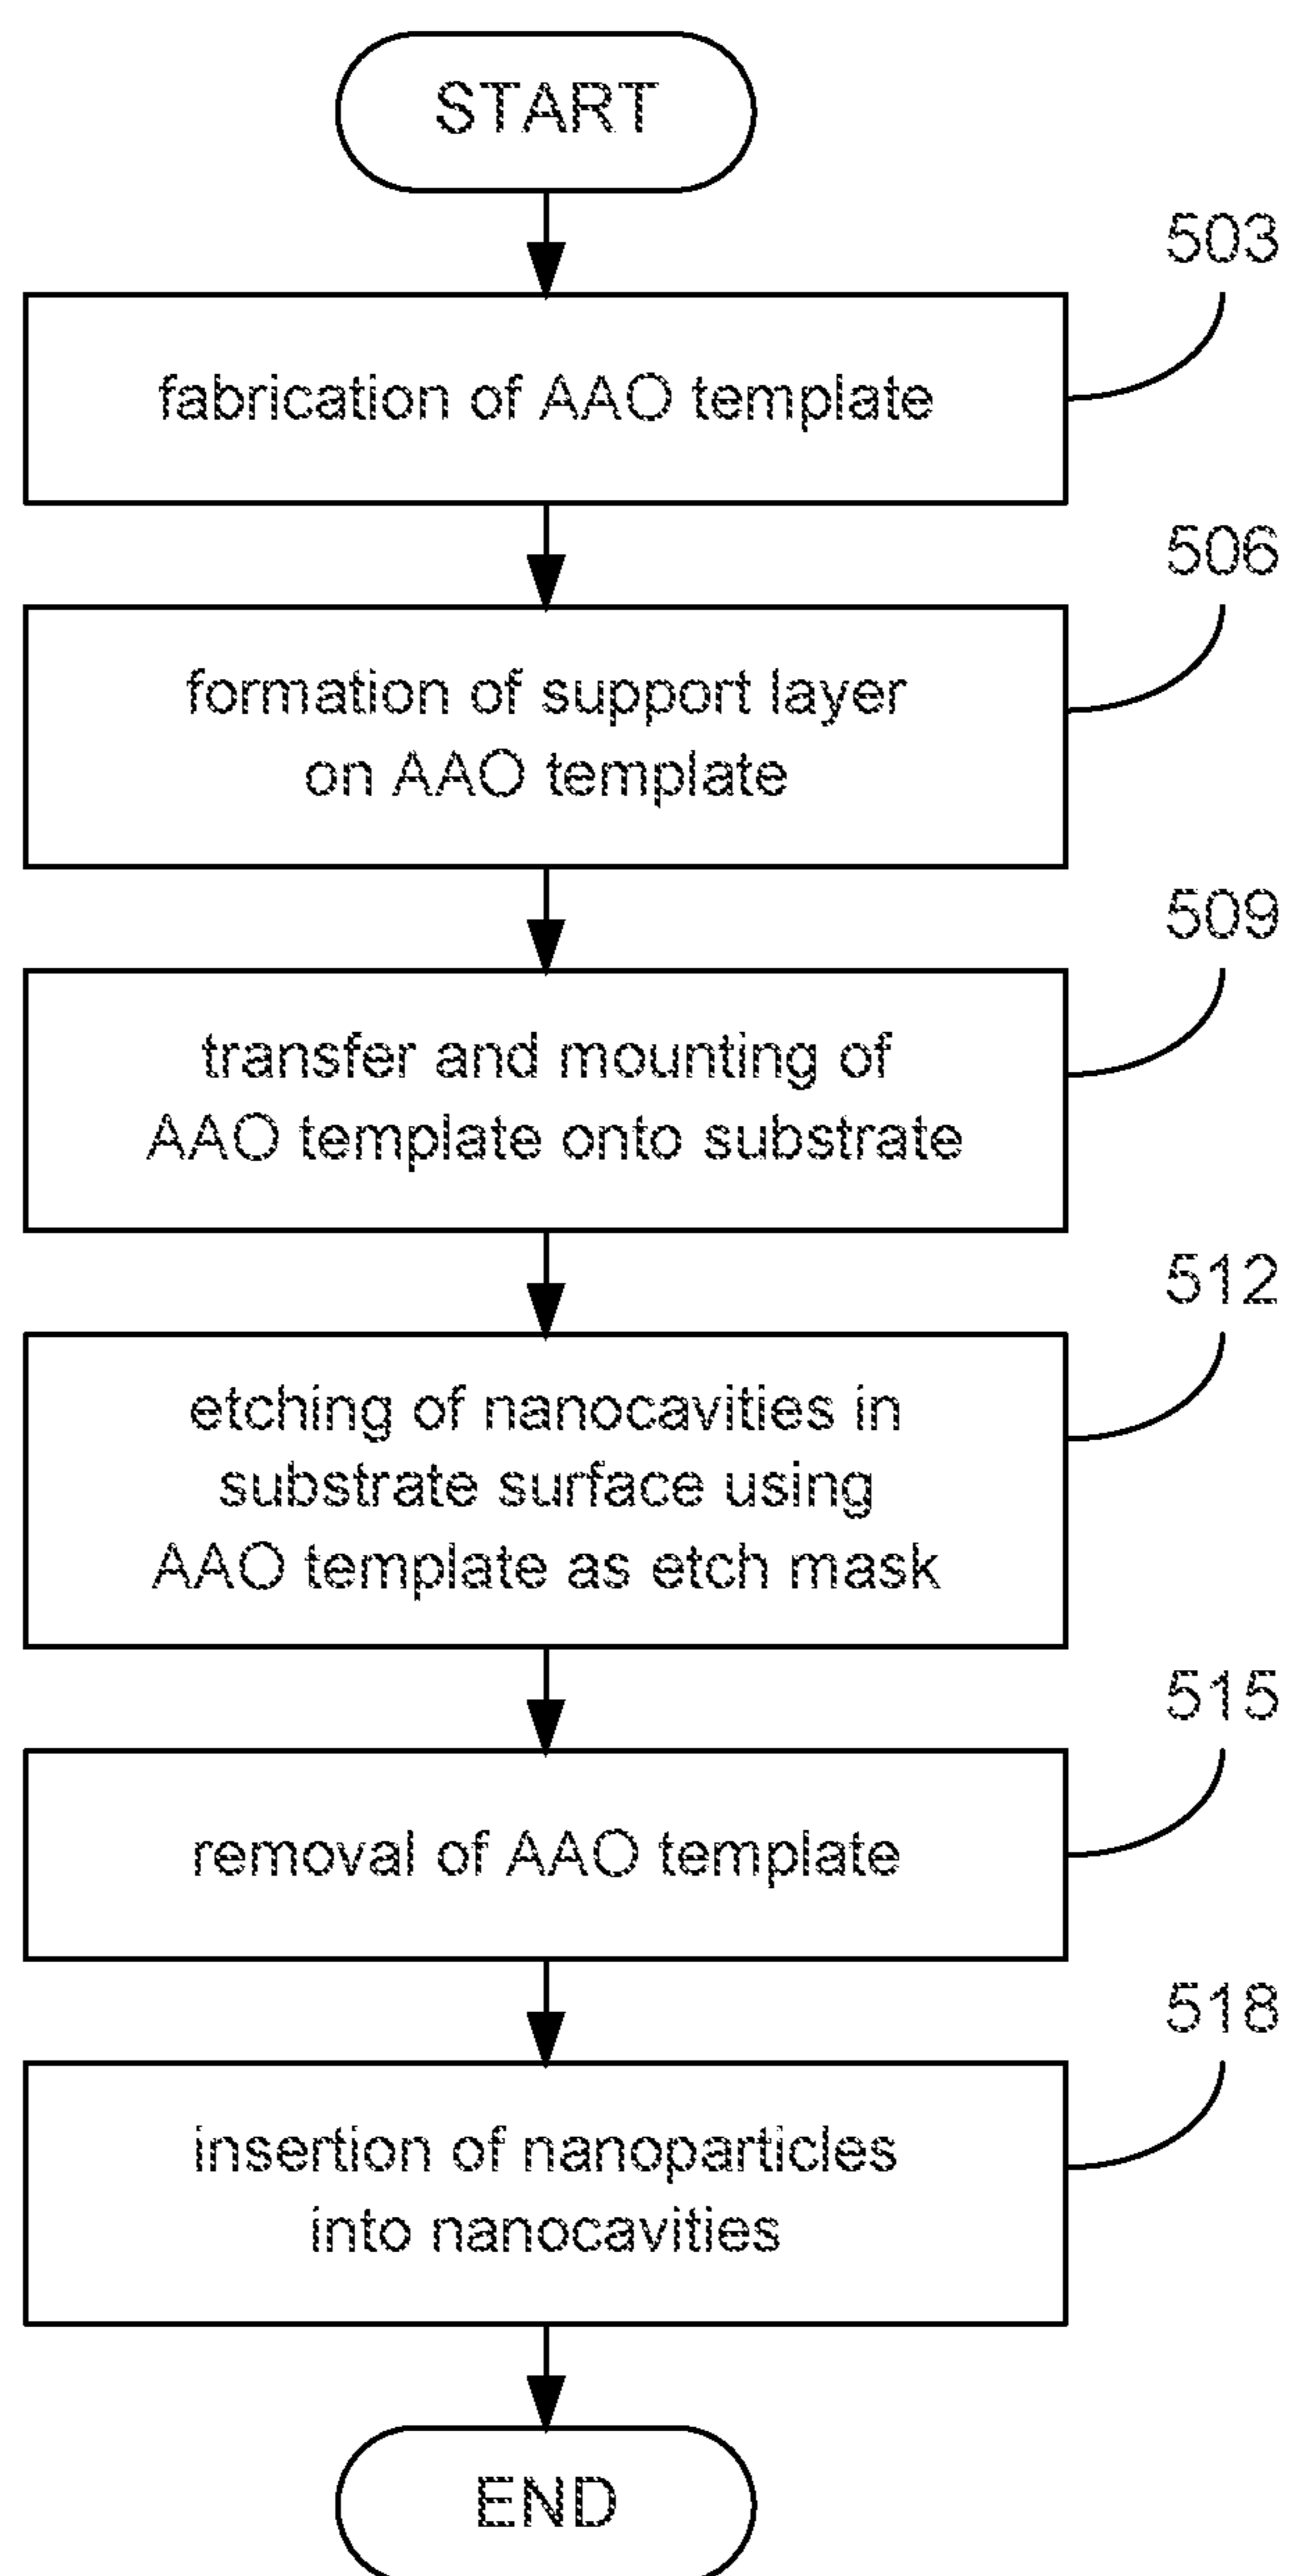 START
503
fabrication of AAO template
506
formation of support layer
on AAO template
509
transfer and mounting of
AAO template onto substrate
512
etching of nanocavities in
substrate surface using
AAO template as etch mask
515
removal of AAO template
518
insertion of nanoparticles
into nanocavities
END